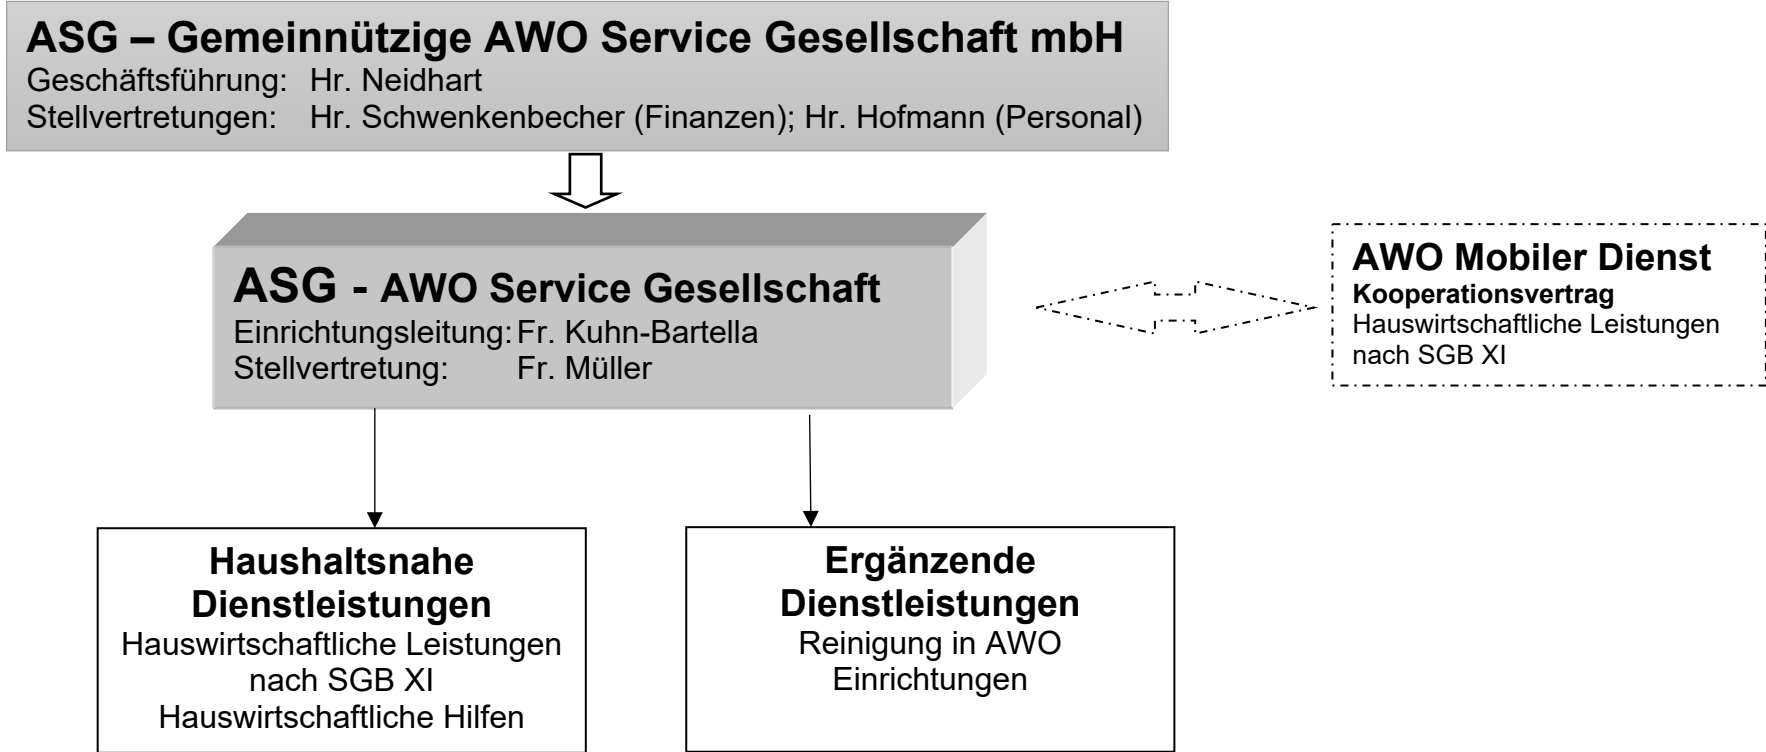 ASG – Gemeinnützige AWO Service Gesellschaft mbH
Geschäftsführung: Hr. Neidhart
Stellvertretungen: Hr. Schwenkenbecher (Finanzen); Hr. Hofmann (Personal)
ASG - AWO Service Gesellschaft
Einrichtungsleitung: Fr. Kuhn-Bartella
Stellvertretung: Fr. Müller
AWO Mobiler Dienst
Kooperationsvertrag
Hauswirtschaftliche Leistungen
nach SGB XI
Haushaltsnahe
Dienstleistungen
Hauswirtschaftliche Leistungen
nach SGB XI
Hauswirtschaftliche Hilfen
Ergänzende
Dienstleistungen
Reinigung in AWO
Einrichtungen